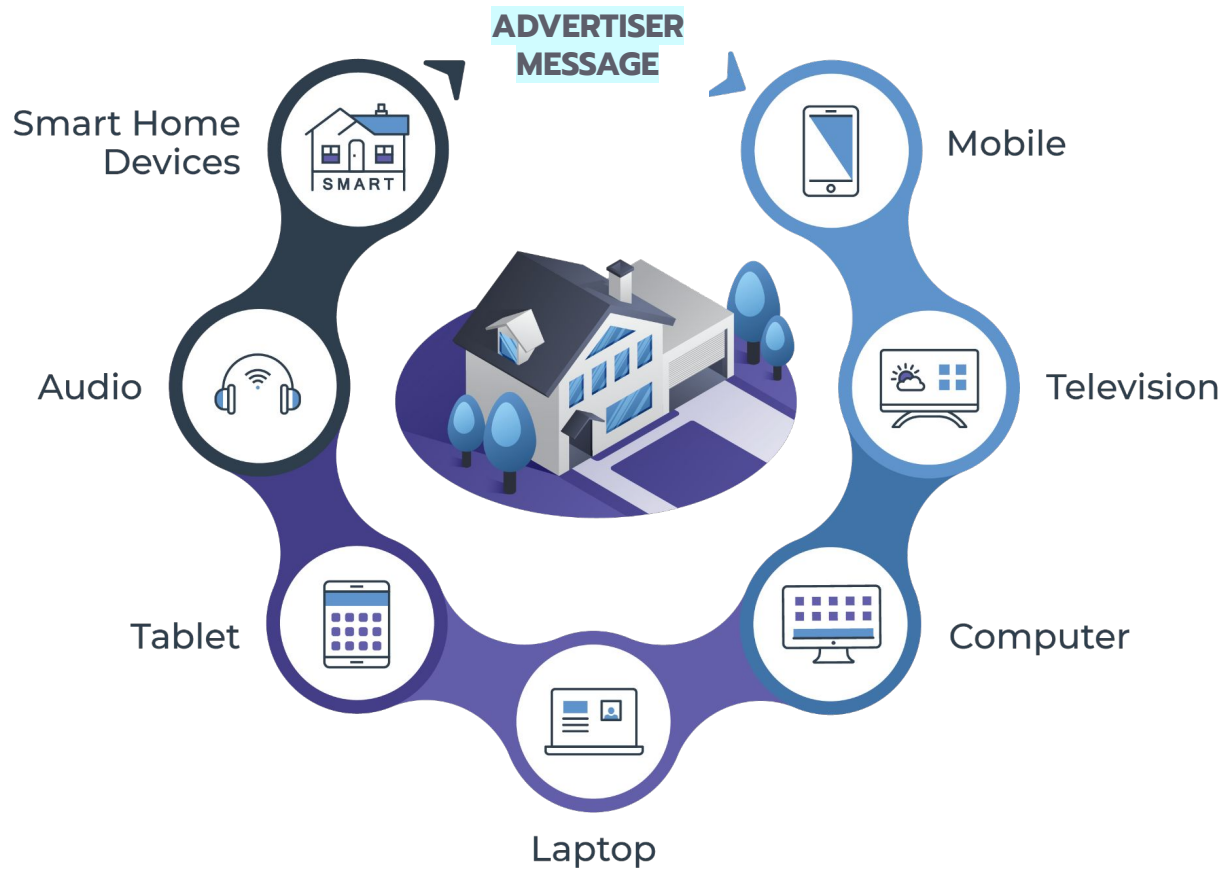 ADVERTISER
MESSAGE
Smart Home
Devices
SMART
Mobile
Audio
Television
Tablet
Computer
Laptop